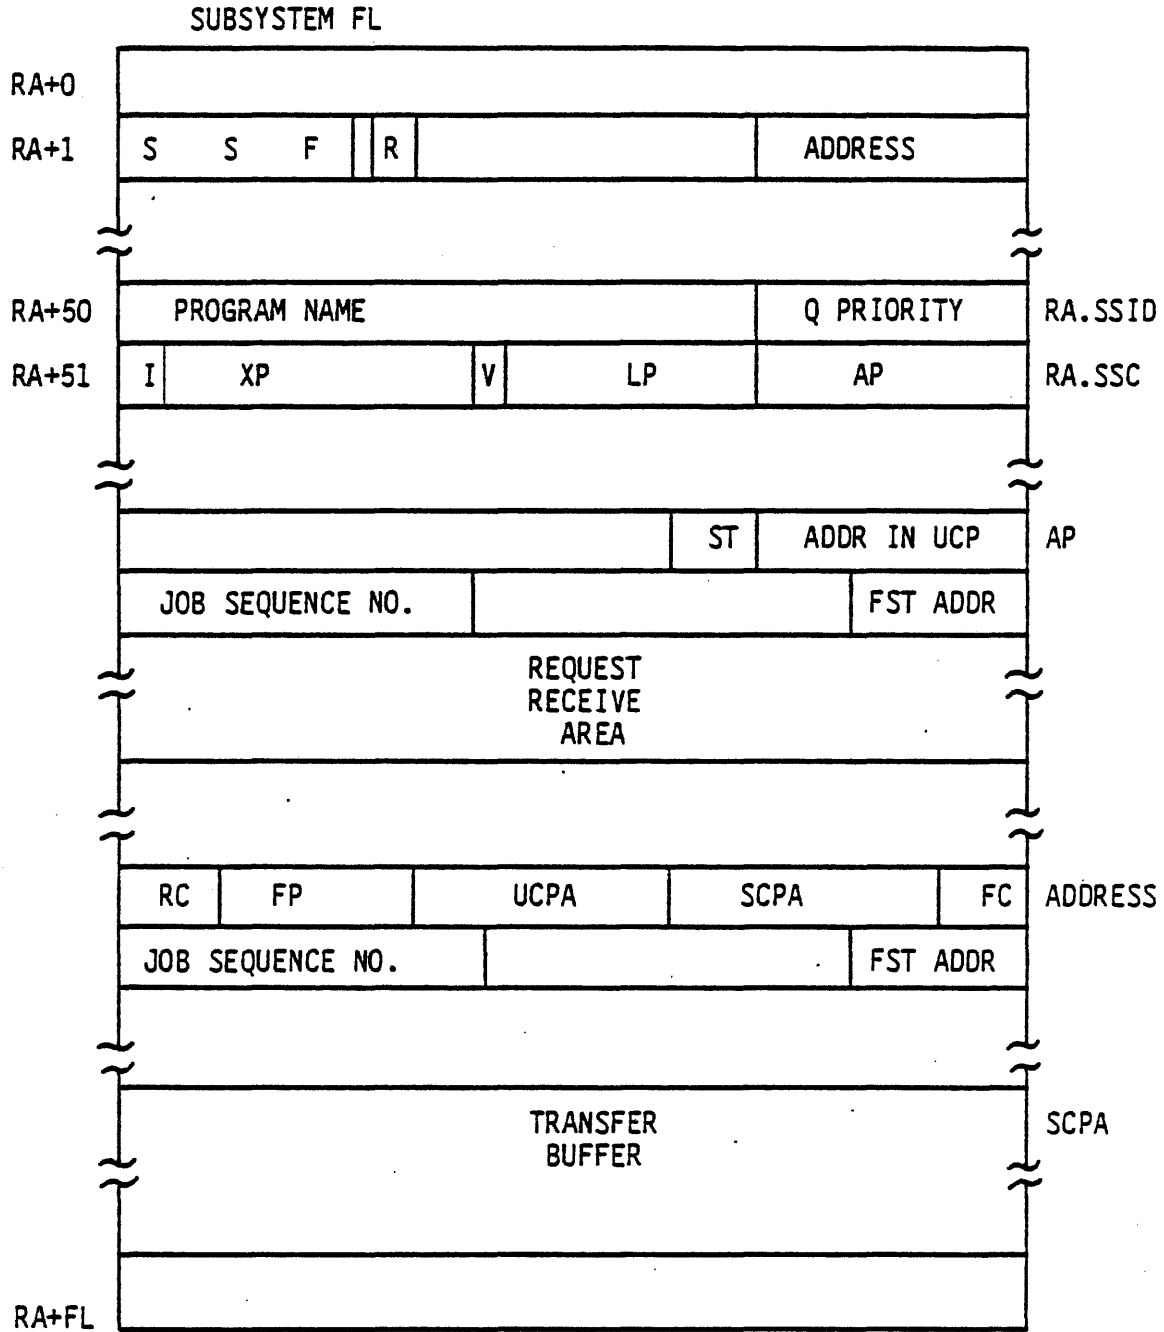 SUBSYSTEM FL
RA+0
RA+1 S S F R ADDRESS
RA+50 PROGRAM NAME Q PRIORITY RA.SSID
RA+51 I XP V LP AP RA.SSC
ST ADDR IN UCP AP
JOB SEQUENCE NO. FST ADDR
REQUEST
RECEIVE
AREA
RC FP UCPA SCPA FC ADDRESS
JOB SEQUENCE NO. FST ADDR
TRANSFER SCPA
BUFFER
RA+FL